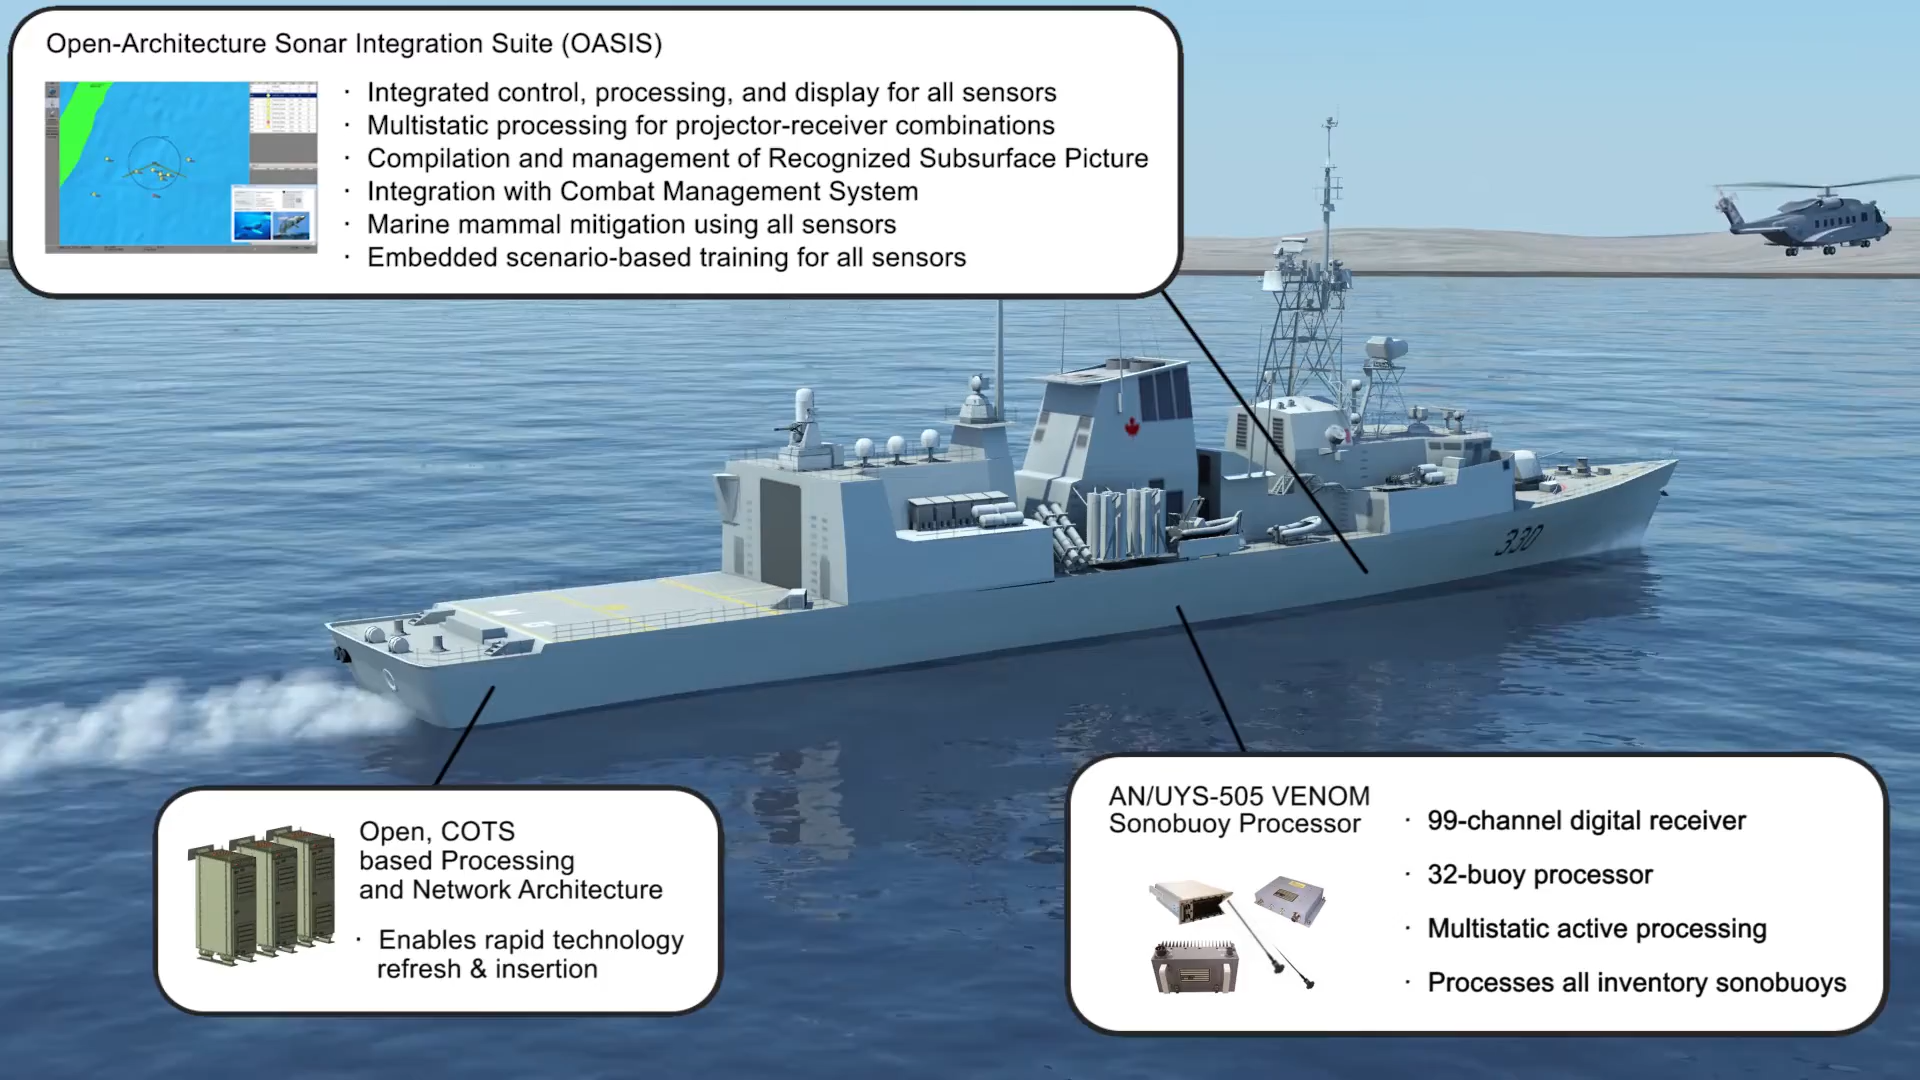 Open-Architecture Sonar Integration Suite (OASIS)
· Integrated control, processing, and display for all sensors
· Multistatic processing for projector-receiver combinations
· Compilation and management of Recognized Subsurface Picture
· Integration with Combat Management System
· Marine mammal mitigation using all sensors
· Embedded scenario-based training for all sensors
330
Open, COTS
based Processing
and Network Architecture
· Enables rapid technology
refresh & insertion
AN/UYS-505 VENOM
Sonobuoy Processor
· 99-channel digital receiver
· 32-buoy processor
· Multistatic active processing
· Processes all inventory sonobuoys